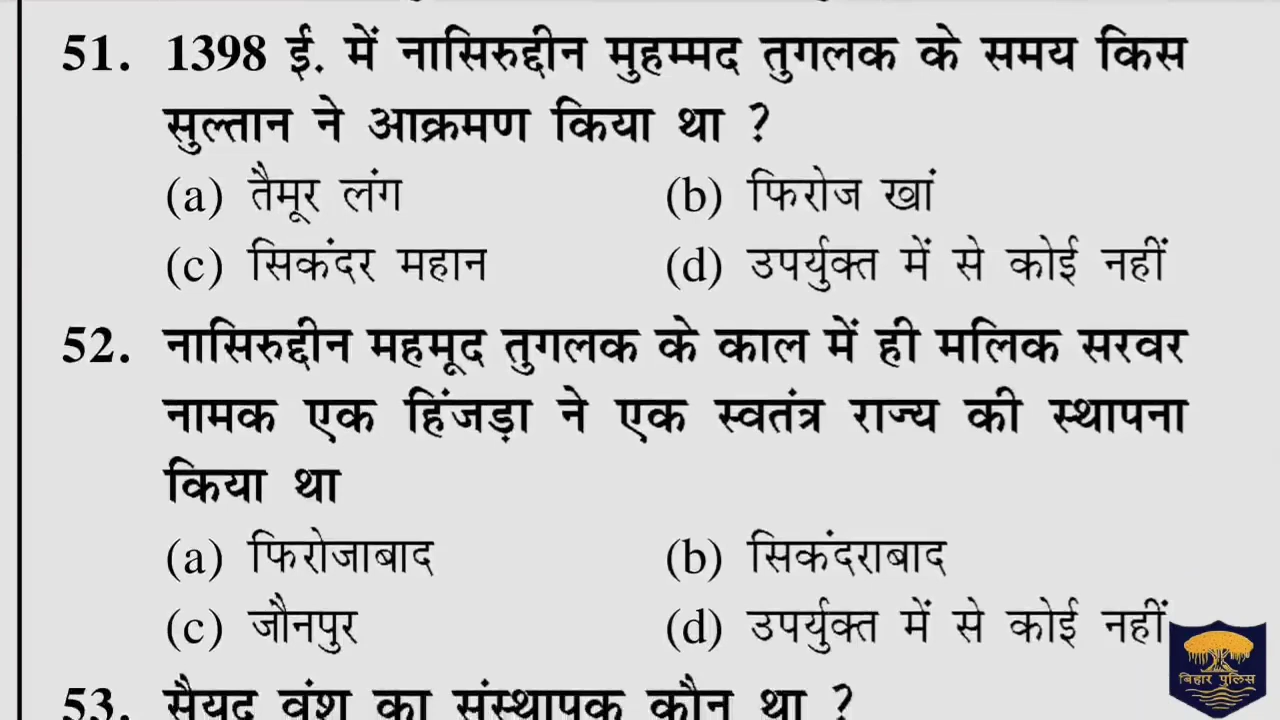 51. 1398 ई. में नासिरुद्दीन मुहम्मद तुगलक के समय किस
सुल्तान ने आक्रमण किया था ?
(a) तैमूर लंग (b) फिरोज खां
(c) सिकंदर महान (d) उपर्युक्त में से कोई नहीं
52. नासिरुद्दीन महमूद तुगलक के काल में ही मलिक सरवर
नामक एक हिंजड़ा ने एक स्वतंत्र राज्य की स्थापना
किया था
(a) फिरोजाबाद (b) सिकंदराबाद
(c) जौनपुर (d) उपर्युक्त में से कोई नहीं
53. सैयद वंश का संस्थापक कौन था ?
बिहार पुलिस